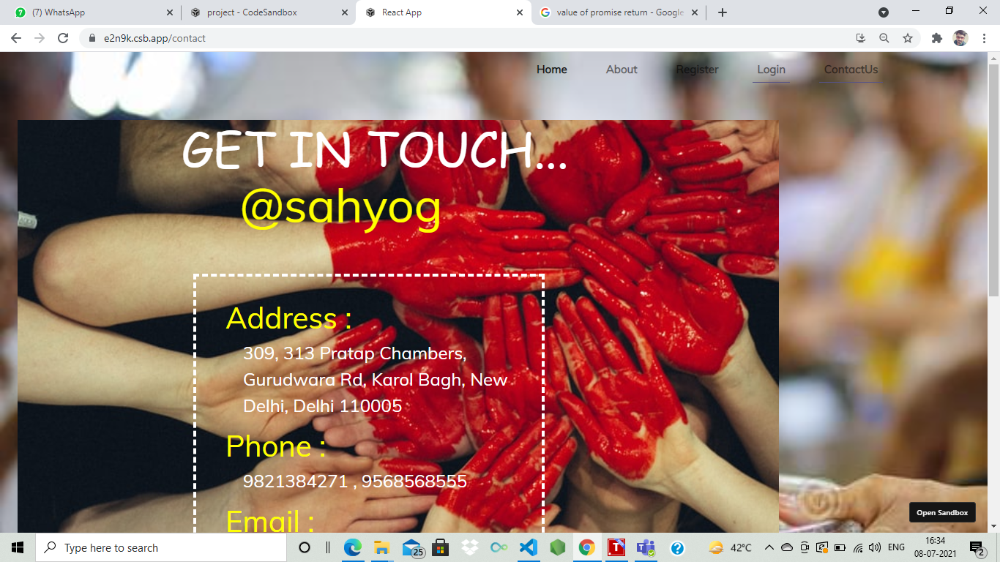 (7) WhatsApp
project - CodeSandbox
React App
value of promise return - Google
e2n9k.csb.app/contact
Home About Register Login ContactUs
GET IN TOUCH...
@sahyog
Address :
309, 313 Pratap Chambers,
Gurudwara Rd, Karol Bagh, New
Delhi, Delhi 110005
Phone :
9821384271 , 9568568555
Email :
Open Sandbox
Type here to search
25
42°C
ENG
16:34
08-07-2021
2